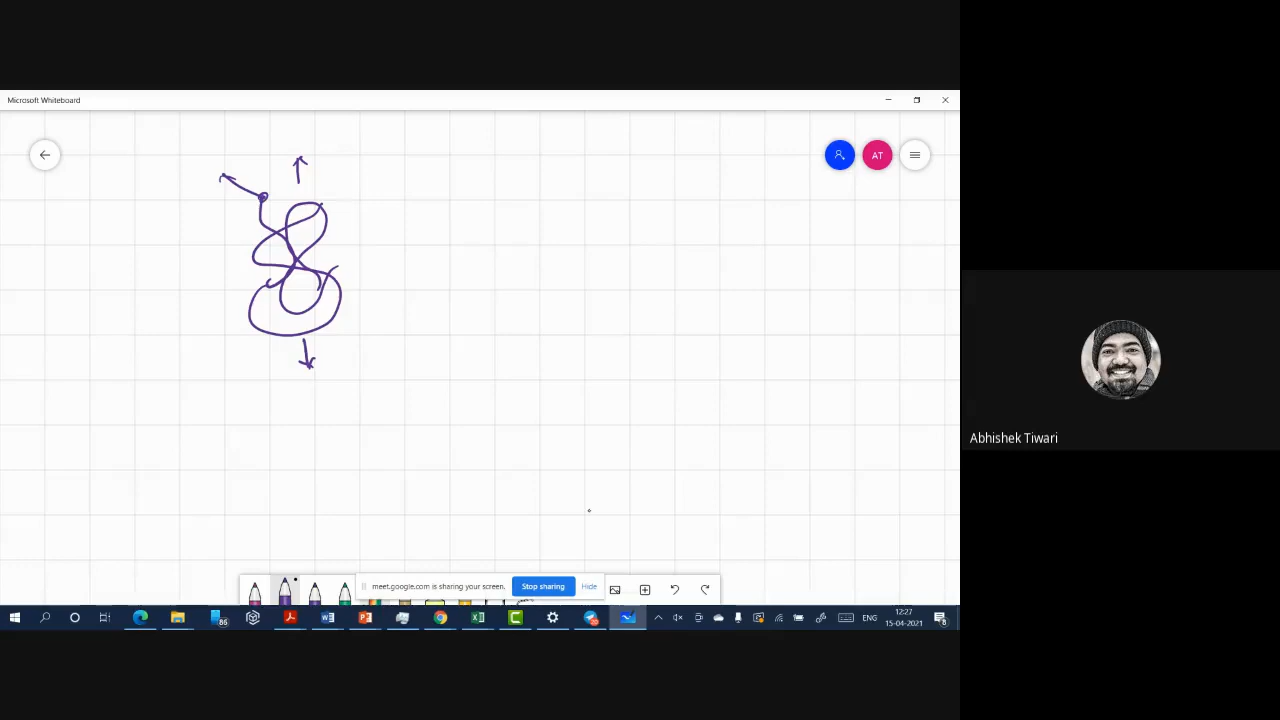 Microsoft Whiteboard
AT
Abhishek Tiwari
meet.google.com is sharing your screen.
Stop sharing
Hide
86
ENG
12:27
15-04-2021